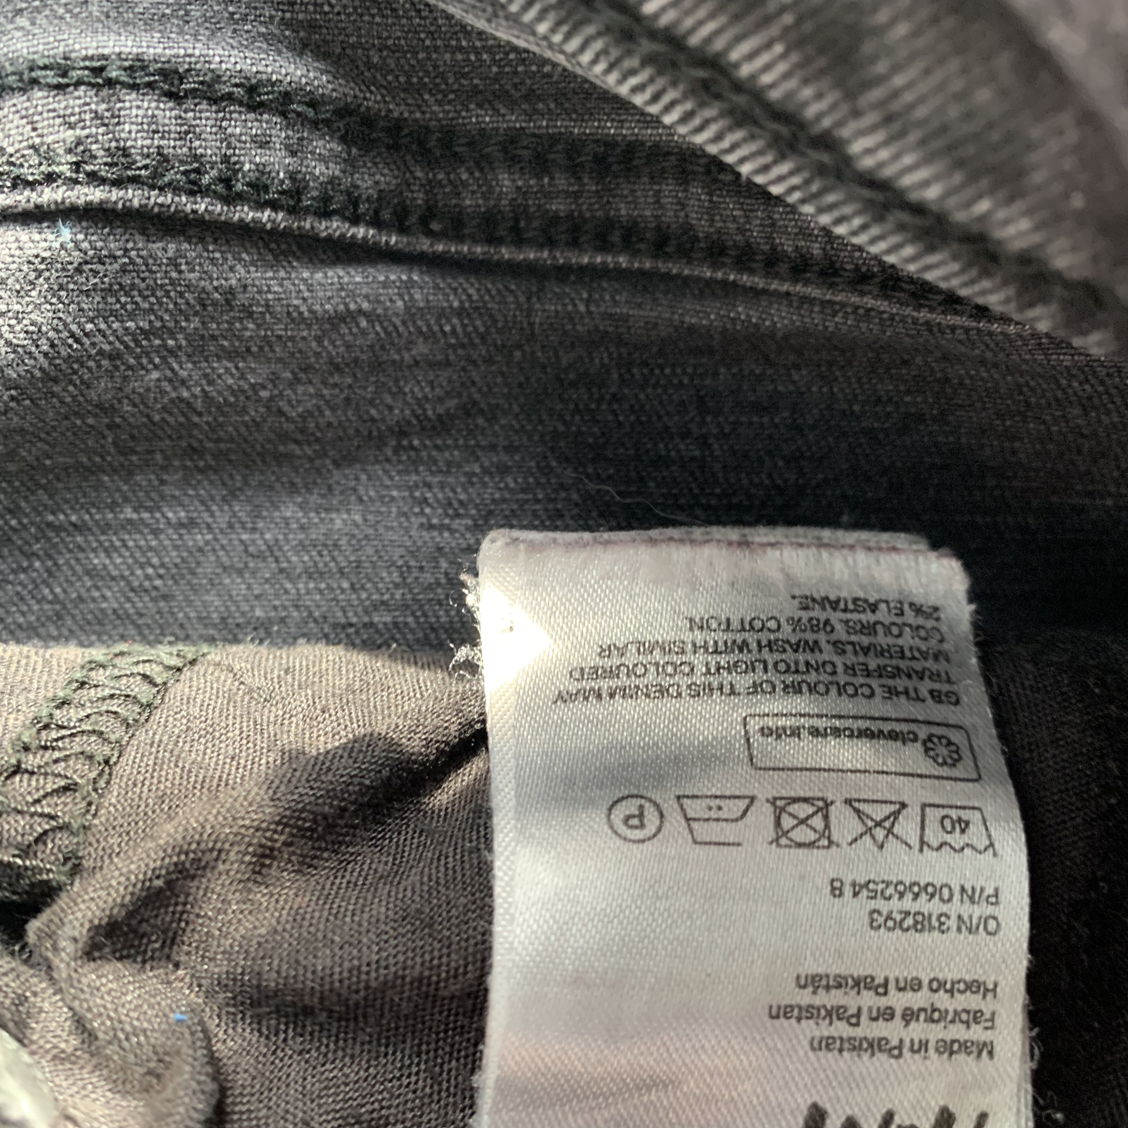 H&M
Made in Pakistan
Fabriqué en Pakistan
Hecho en Pakistán
O/N 318293
P/N 0666254 8
40 P
clevercare.info
GB THE COLOUR OF THIS DENIM MAY
TRANSFER ONTO LIGHT COLOURED
MATERIALS. WASH WITH SIMILAR
COLOURS. 98% COTTON.
2% ELASTANE.